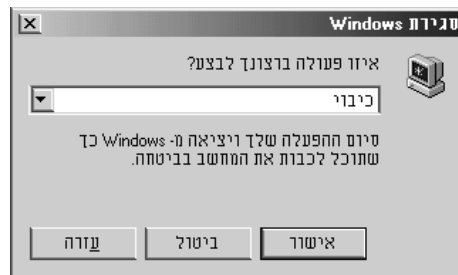 סגירת Windows
איזו פעולה ברצונך לבצע?
כיבוי
סיום ההפעלה שלך ויציאה מ- Windows כך
שתוכל לכבות את המחשב בביטחה.
אישור
ביטול
עזרה